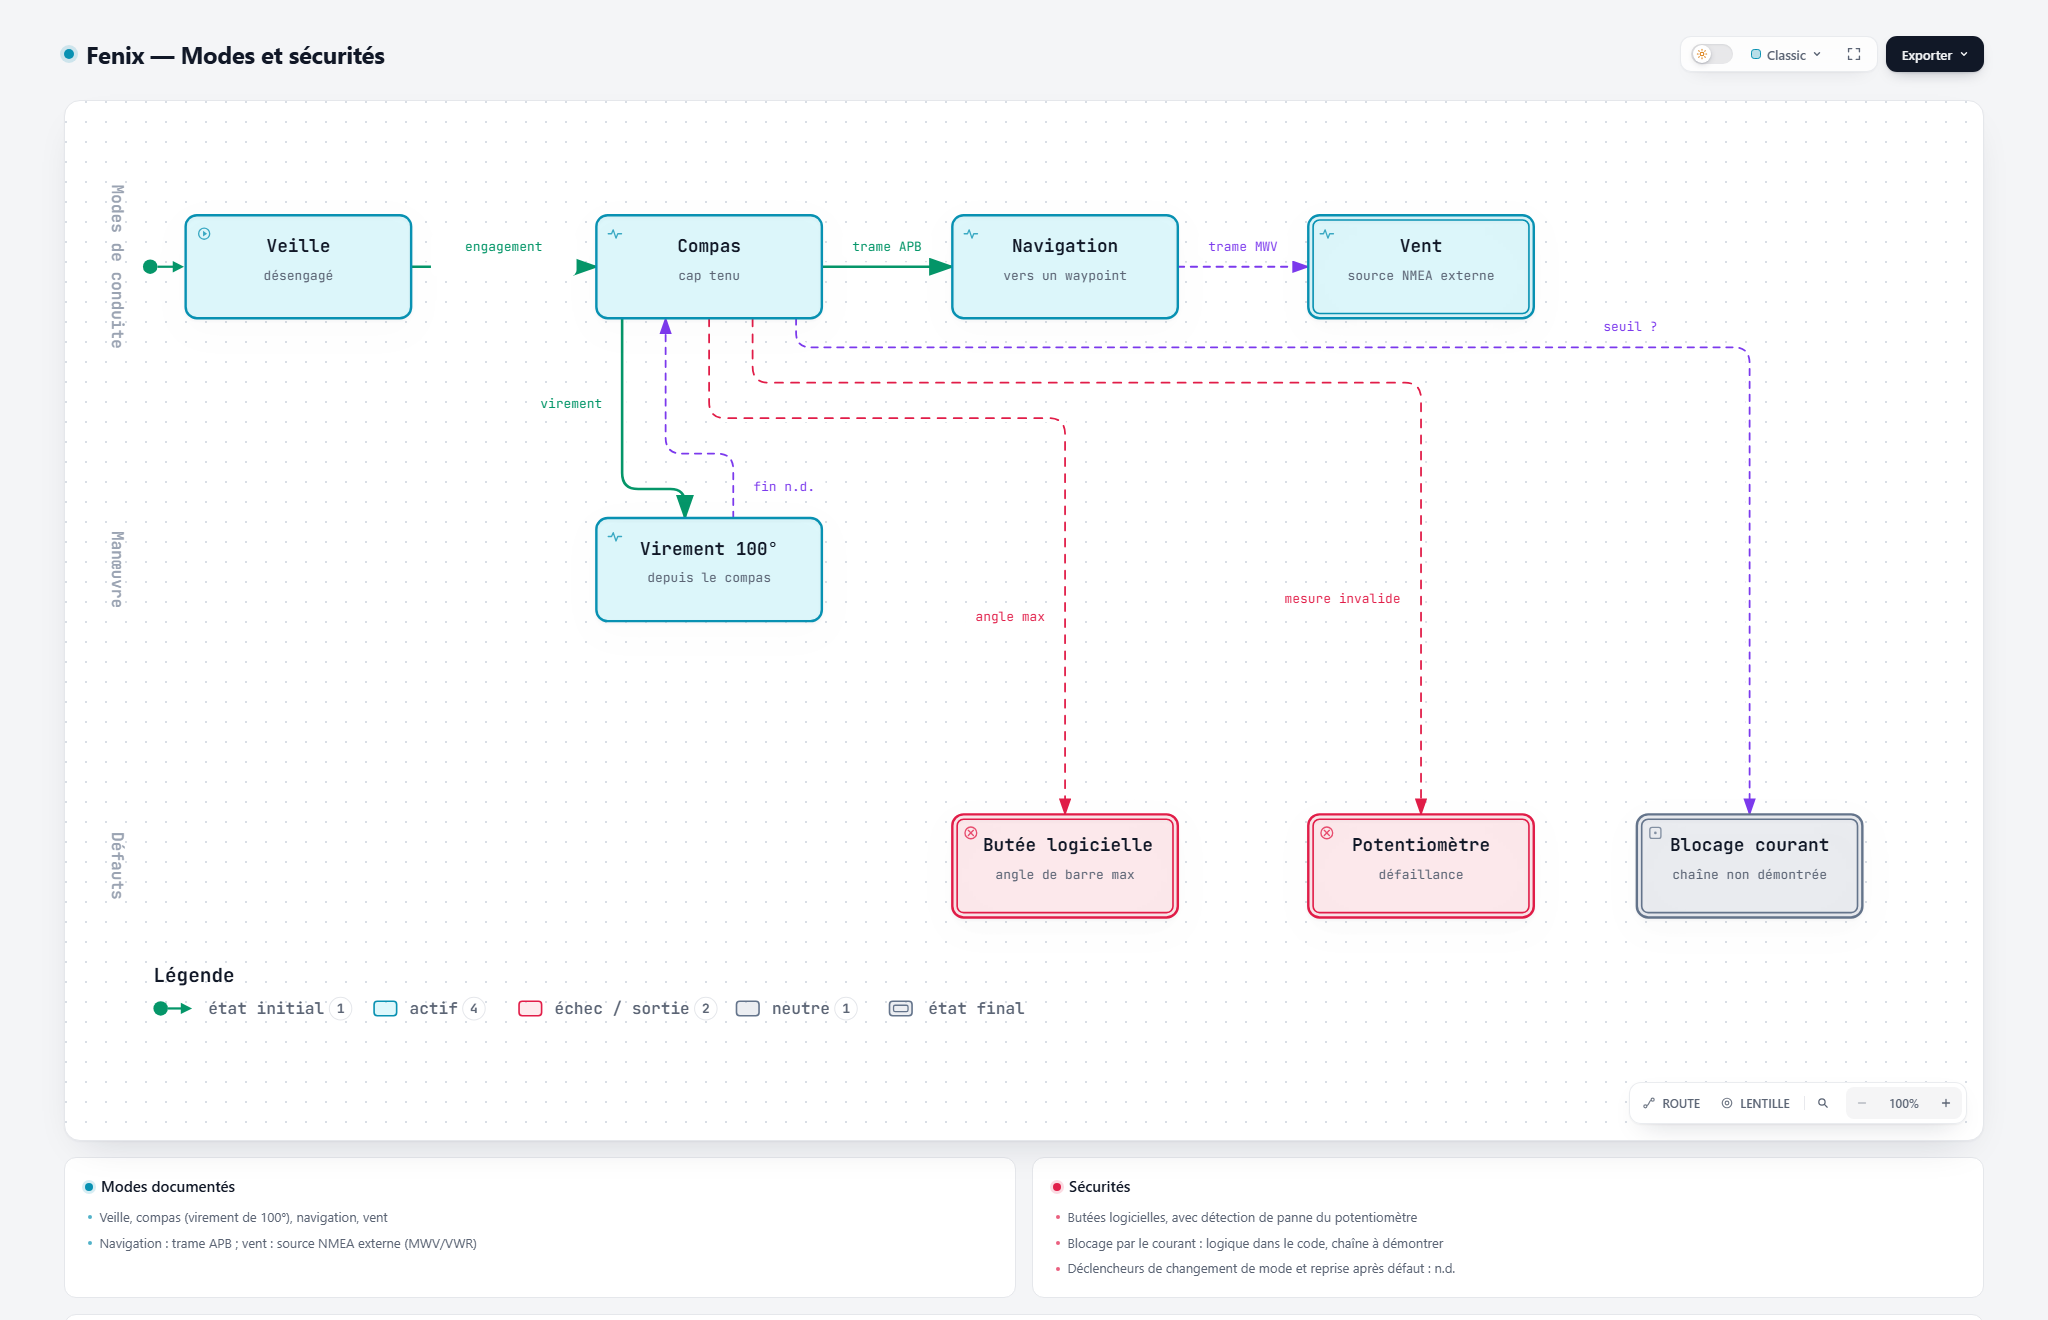 Fenix — Modes et sécurités
Classic
Exporter
Modes de conduite
Veille
désengagé
engagement
Compas
cap tenu
trame APB
Navigation
vers un waypoint
trame MWV
Vent
source NMEA externe
seuil ?
virement
fin n.d.
Manœuvre
Virement 100°
depuis le compas
angle max
mesure invalide
Défauts
Butée logicielle
angle de barre max
Potentiomètre
défaillance
Blocage courant
chaîne non démontrée
Légende
état initial 1
actif 4
échec / sortie 2
neutre 1
état final
ROUTE
LENTILLE
100%
Modes documentés
Veille, compas (virement de 100°), navigation, vent
Navigation : trame APB ; vent : source NMEA externe (MWV/VWR)
Sécurités
Butées logicielles, avec détection de panne du potentiomètre
Blocage par le courant : logique dans le code, chaîne à démontrer
Déclencheurs de changement de mode et reprise après défaut : n.d.